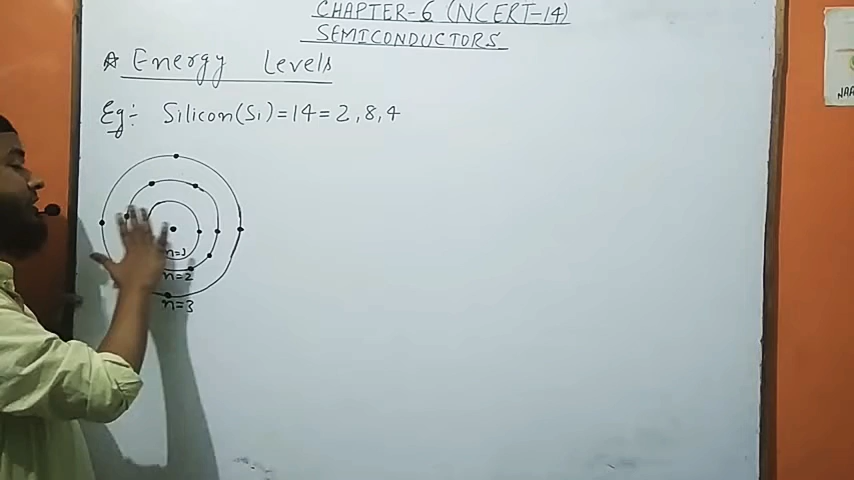 CHAPTER-6 (NCERT-14)
SEMICONDUCTORS
Energy Levels
Eg:- Silicon(Si)=14=2,8,4
n=1
n=2
n=3